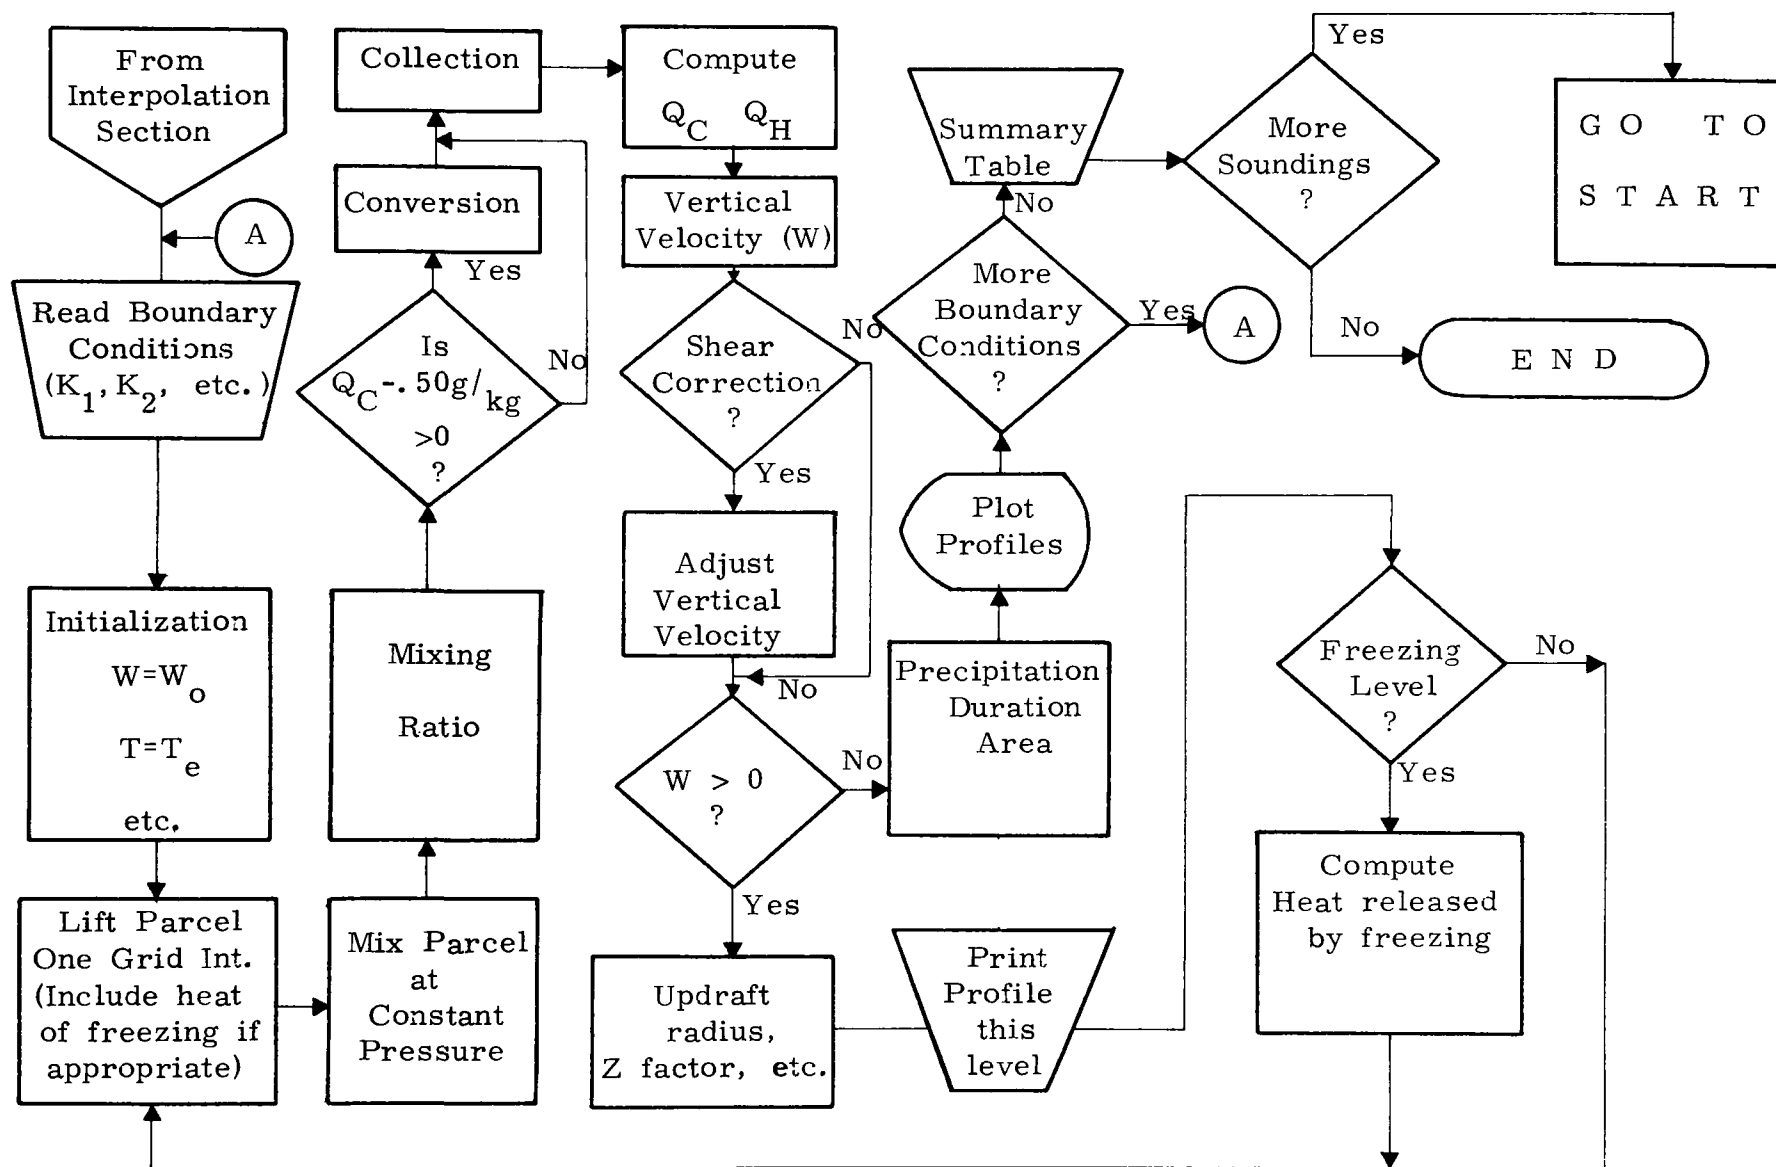 From
Interpolation
Section
A
Read Boundary
Conditions
(K1, K2, etc.)
Initialization
W=Wo
T=Te
etc.
Lift Parcel
One Grid Int.
(Include heat
of freezing if
appropriate)
Mix Parcel
at
Constant
Pressure
Mixing
Ratio
Is
QC-.50g/kg
>0
?
Yes
No
Conversion
Collection
Compute
QC QH
Vertical
Velocity (W)
Shear
Correction
?
No
Yes
Adjust
Vertical
Velocity
No
W > 0
?
No
Yes
Updraft
radius,
Z factor, etc.
Print
Profile
this
level
Precipitation
Duration
Area
Plot
Profiles
More
Boundary
Conditions
?
Yes
A
No
Summary
Table
More
Soundings
?
Yes
GO TO
START
No
END
Freezing
Level
?
No
Yes
Compute
Heat released
by freezing